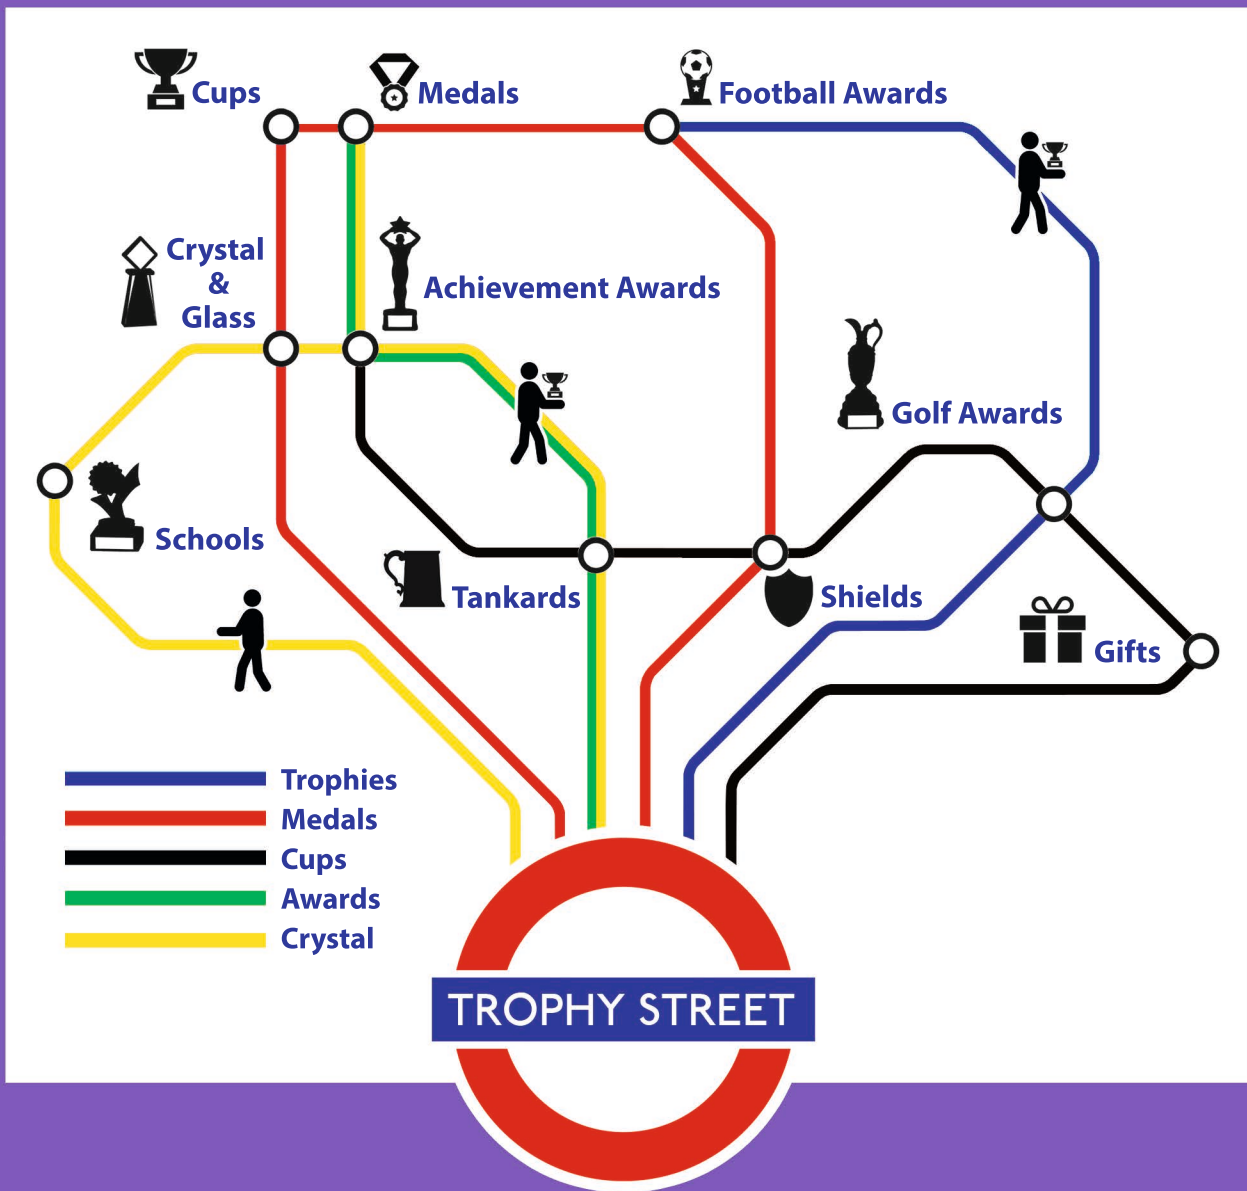 Cups
Medals
Football Awards
Crystal
&
Glass
Achievement Awards
Golf Awards
Schools
Tankards
Shields
Gifts
Trophies
Medals
Cups
Awards
Crystal
TROPHY STREET